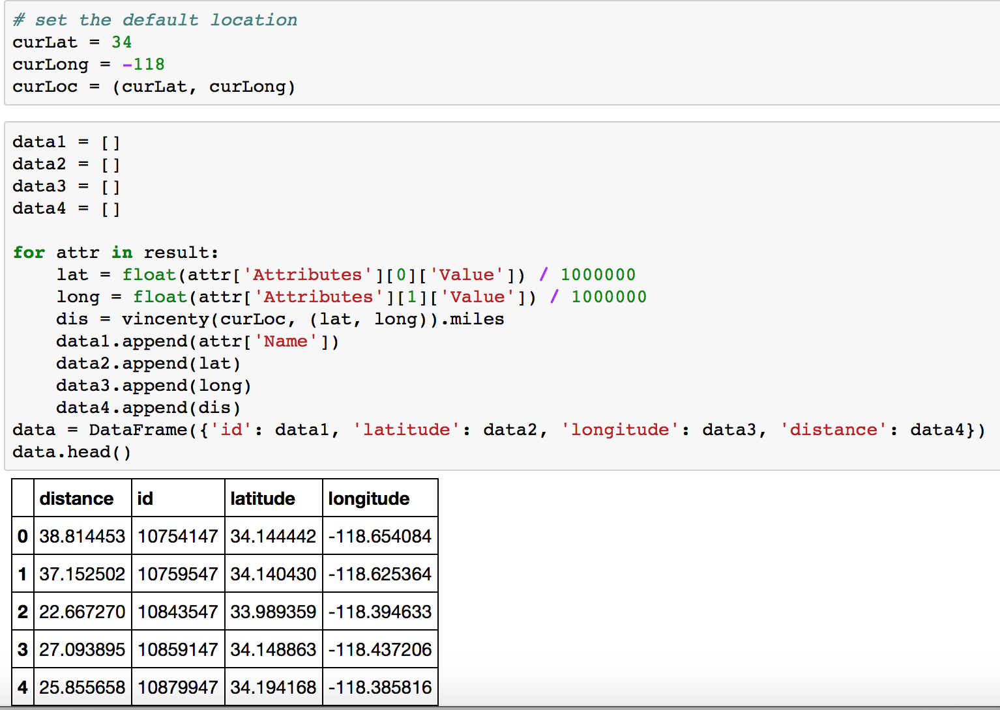 # set the default location
curLat = 34
curLong = -118
curLoc = (curLat, curLong)
data1 = []
data2 = []
data3 = []
data4 = []
for attr in result:
    lat = float(attr['Attributes'][0]['Value']) / 1000000
    long = float(attr['Attributes'][1]['Value']) / 1000000
    dis = vincenty(curLoc, (lat, long)).miles
    data1.append(attr['Name'])
    data2.append(lat)
    data3.append(long)
    data4.append(dis)
data = DataFrame({'id': data1, 'latitude': data2, 'longitude': data3, 'distance': data4})
data.head()
distance id latitude longitude
0 38.814453 10754147 34.144442 -118.654084
1 37.152502 10759547 34.140430 -118.625364
2 22.667270 10843547 33.989359 -118.394633
3 27.093895 10859147 34.148863 -118.437206
4 25.855658 10879947 34.194168 -118.385816